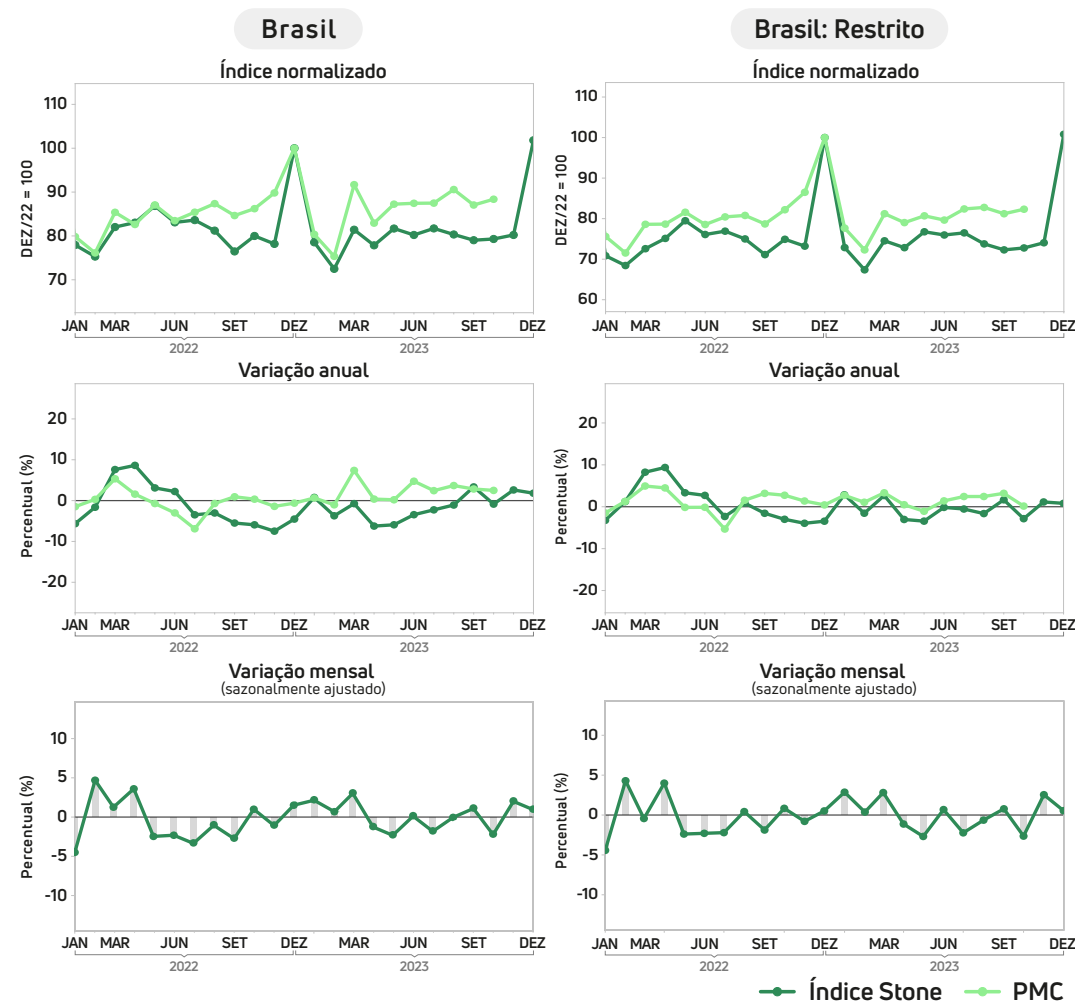 Brasil
Índice normalizado
DEZ/22 = 100
110
100
90
80
70
JAN MAR JUN SET DEZ MAR JUN SET DEZ
2022 2023
Variação anual
Percentual (%)
20
10
0
-10
-20
JAN MAR JUN SET DEZ MAR JUN SET DEZ
2022 2023
Variação mensal
(sazonalmente ajustado)
Percentual (%)
10
5
0
-5
-10
JAN MAR JUN SET DEZ MAR JUN SET DEZ
2022 2023
Brasil: Restrito
Índice normalizado
DEZ/22 = 100
110
100
90
80
70
60
JAN MAR JUN SET DEZ MAR JUN SET DEZ
2022 2023
Variação anual
Percentual (%)
20
10
0
-10
-20
JAN MAR JUN SET DEZ MAR JUN SET DEZ
2022 2023
Variação mensal
(sazonalmente ajustado)
Percentual (%)
10
5
0
-5
-10
JAN MAR JUN SET DEZ MAR JUN SET DEZ
2022 2023
Índice Stone PMC